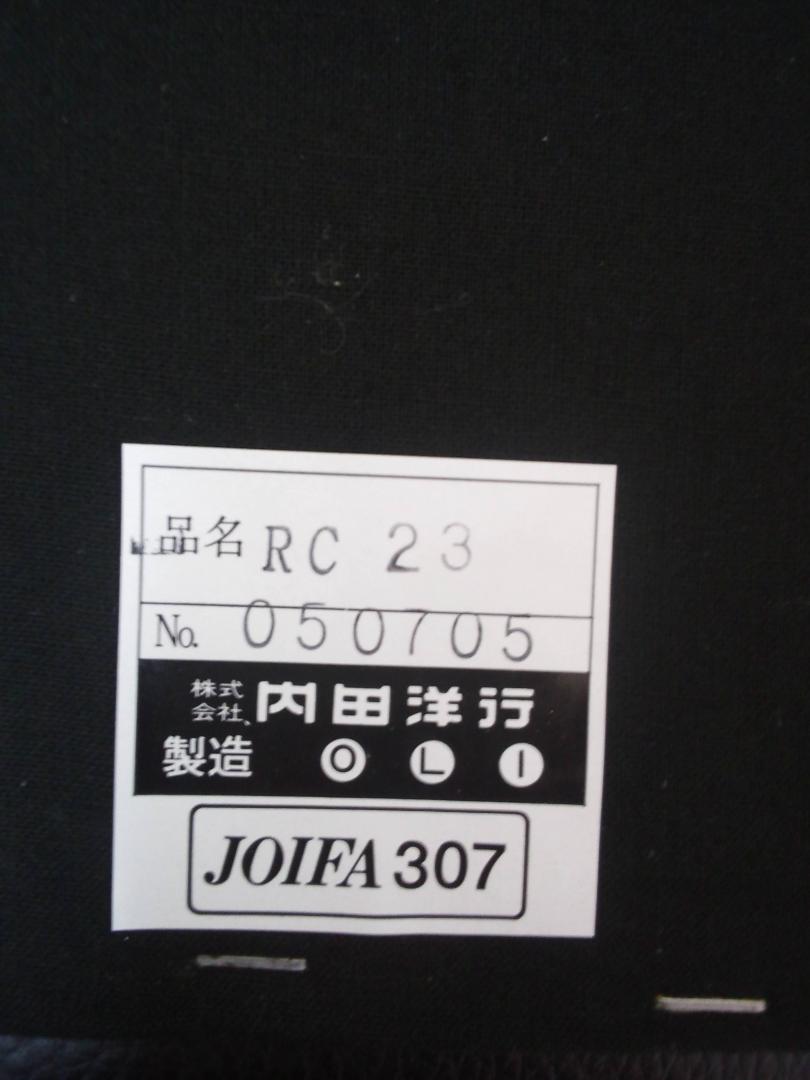 品名 RC 23
No. 050705
株式会社 内田洋行
製造 O L I
JOIFA 307